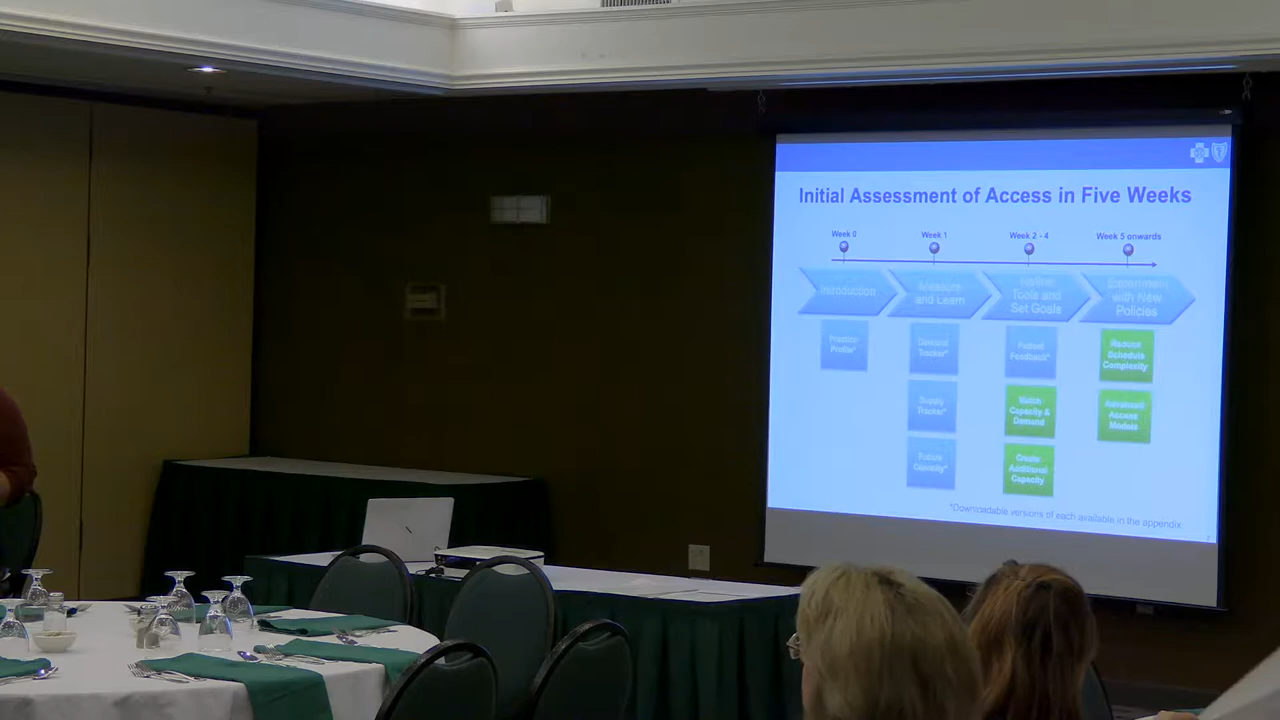 Initial Assessment of Access in Five Weeks
Week 0
Week 1
Week 2 - 4
Week 5 onwards
Introduction
Measure
and Learn
Tools and
Set Goals
Experiment
with New
Policies
Practice
Profile*
Demand
Tracker*
Patient
Feedback*
Reduce
Schedule
Complexity
Supply
Tracker*
Match
Capacity &
Demand
Advanced
Access
Models
Future
Capacity*
Create
Additional
Capacity
*Downloadable versions of each available in the appendix